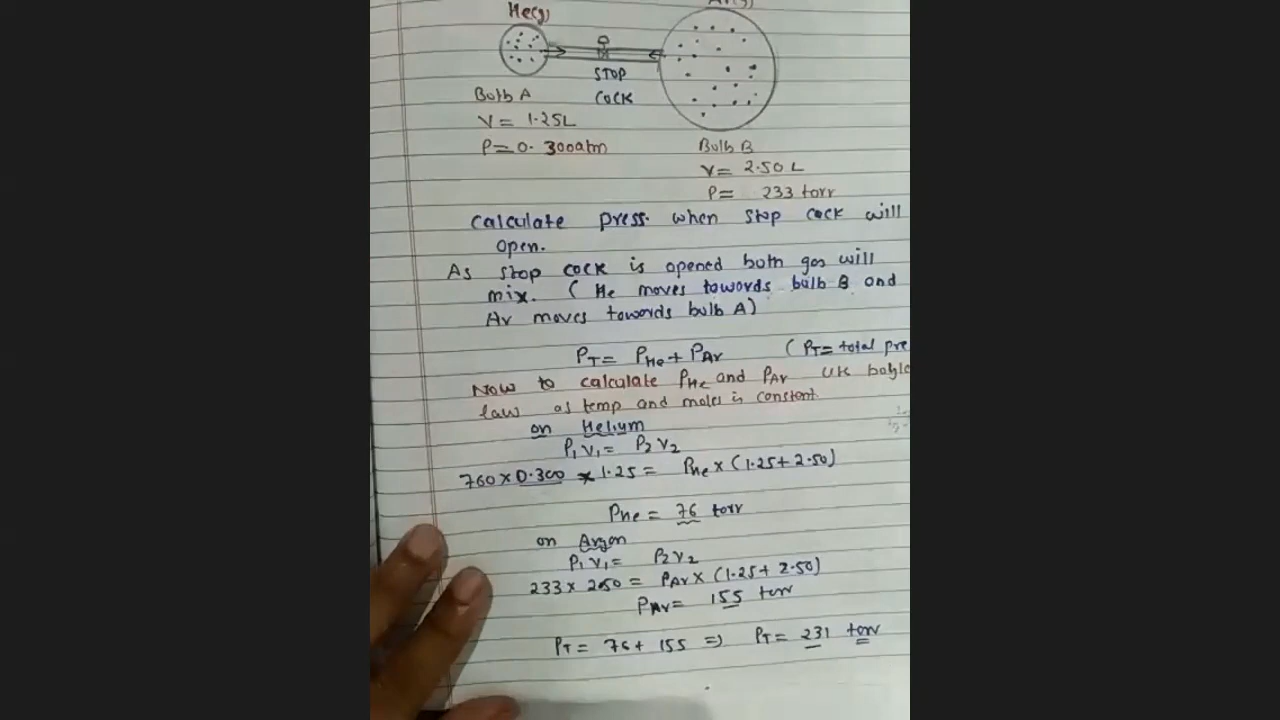 He(g)
Ar(g)
STOP
COCK
Bulb A
V = 1.25L
P = 0.300atm
Bulb B
V = 2.50 L
P = 233 torr
Calculate press. when stop cock will
open.
As stop cock is opened both gas will
mix. ( He moves towords bulb B and
Ar moves towords bulb A)
PT = PHe + PAr ( PT = total pre
Now to calculate PHe and PAr
law as temp and moles is constant.
on Helium
P1V1 = P2V2
760 × 0.300 × 1.25 = PHe × (1.25 + 2.50)
PHe = 76 torr
on Argon
P1V1 = P2V2
233 × 2.50 = PAr × (1.25 + 2.50)
PAr = 155 torr
PT = 76 + 155 ⇒ PT = 231 torr